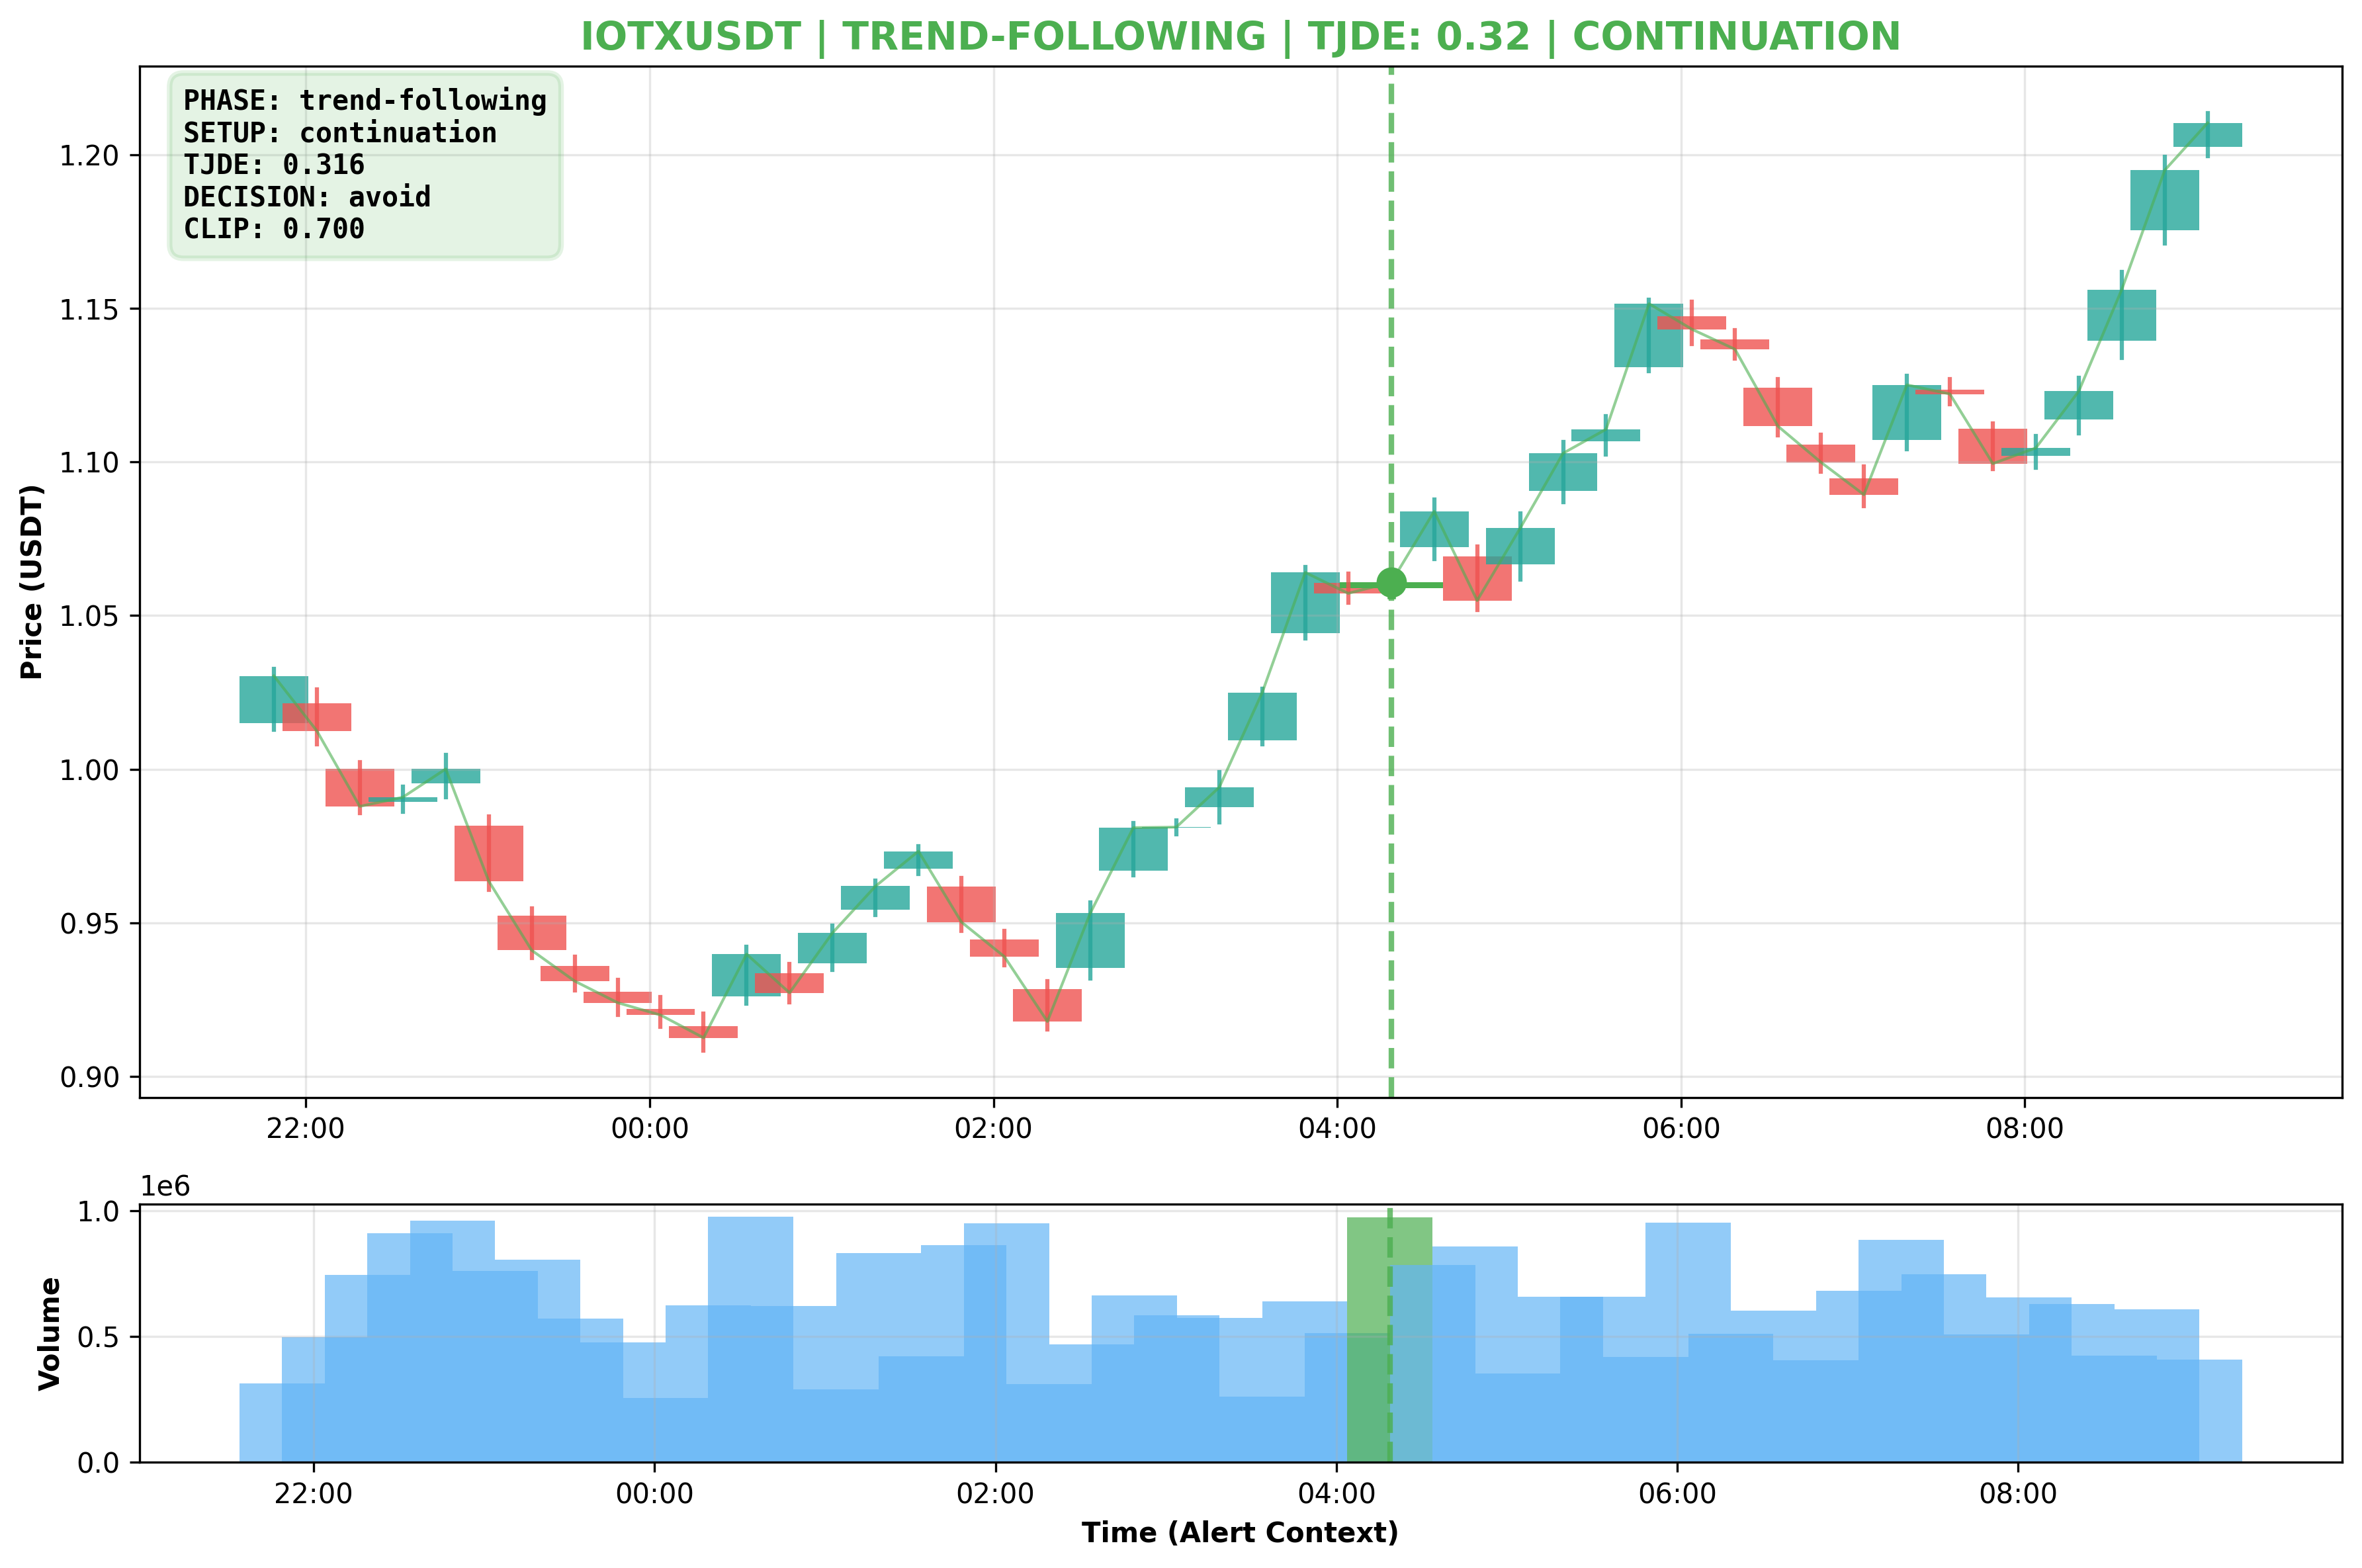 IOTXUSDT | TREND-FOLLOWING | TJDE: 0.32 | CONTINUATION
PHASE: trend-following
SETUP: continuation
TJDE: 0.316
DECISION: avoid
CLIP: 0.700
Price (USDT)
1.20
1.15
1.10
1.05
1.00
0.95
0.90
22:00 00:00 02:00 04:00 06:00 08:00
1e6
Volume
1.0
0.5
0.0
22:00 00:00 02:00 04:00 06:00 08:00
Time (Alert Context)